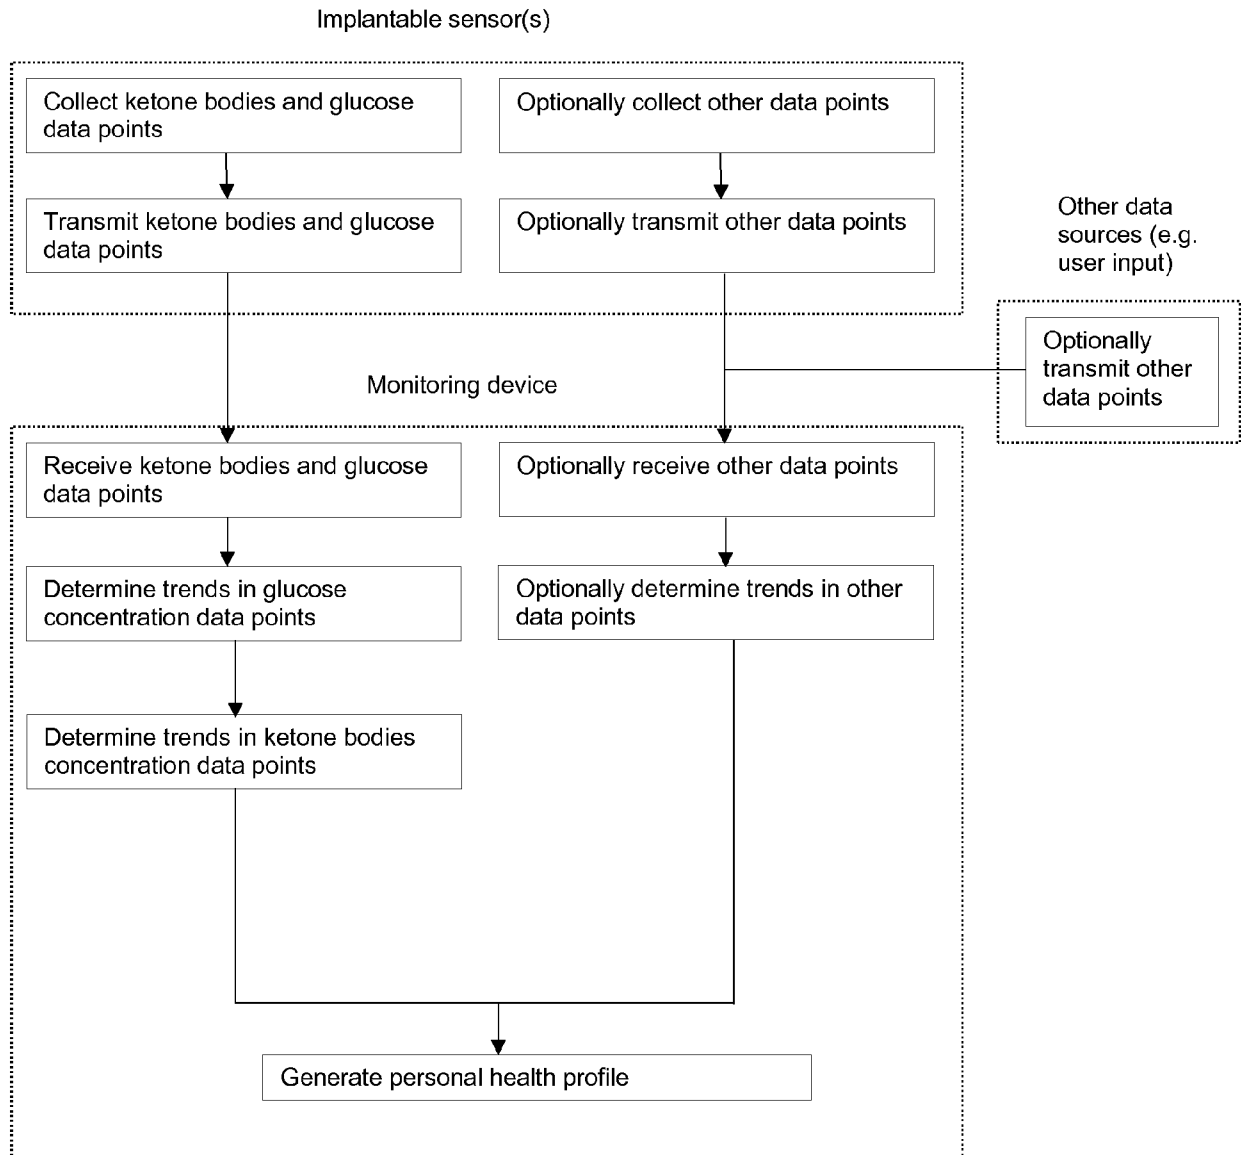 Implantable sensor(s)
Collect ketone bodies and glucose
data points
Optionally collect other data points
Transmit ketone bodies and glucose
data points
Optionally transmit other data points
Other data
sources (e.g.
user input)
Optionally
transmit other
data points
Monitoring device
Receive ketone bodies and glucose
data points
Optionally receive other data points
Determine trends in glucose
concentration data points
Optionally determine trends in other
data points
Determine trends in ketone bodies
concentration data points
Generate personal health profile